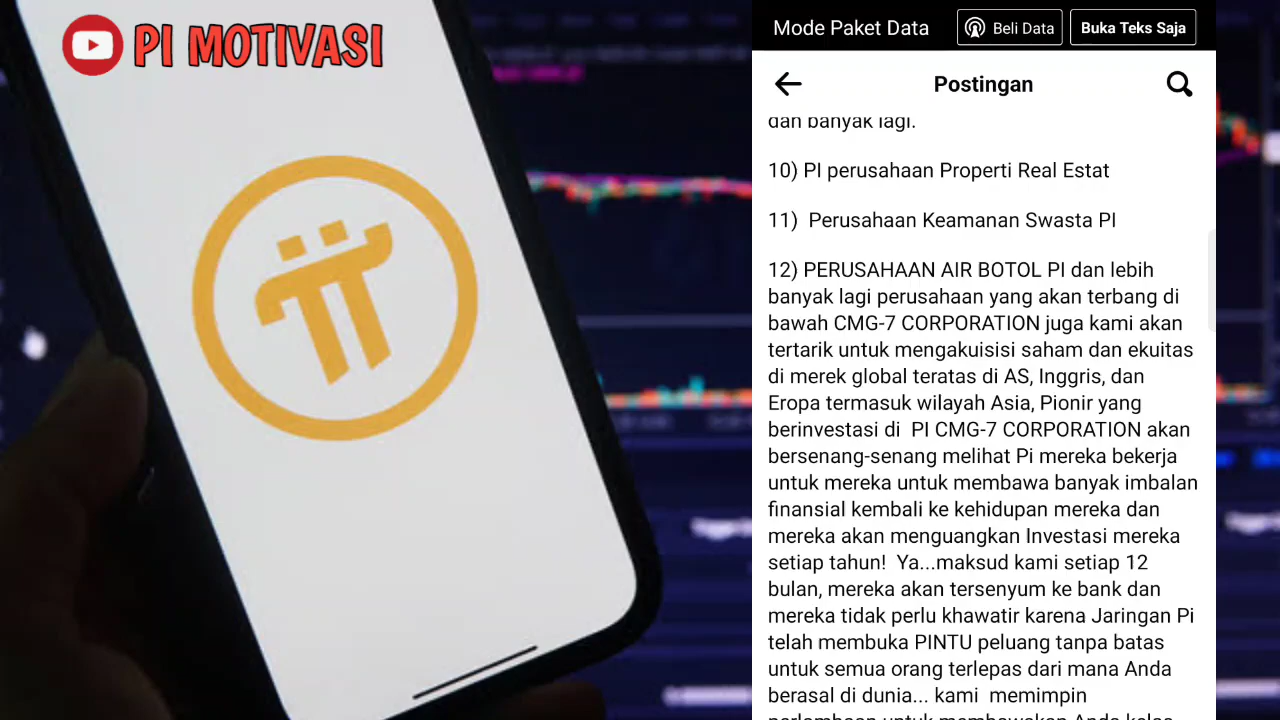 PI MOTIVASI
Mode Paket Data
Beli Data
Buka Teks Saja
Postingan
dan banyak lagi.
10) PI perusahaan Properti Real Estat
11)  Perusahaan Keamanan Swasta PI
12) PERUSAHAAN AIR BOTOL PI dan lebih
banyak lagi perusahaan yang akan terbang di
bawah CMG-7 CORPORATION juga kami akan
tertarik untuk mengakuisisi saham dan ekuitas
di merek global teratas di AS, Inggris, dan
Eropa termasuk wilayah Asia, Pionir yang
berinvestasi di  PI CMG-7 CORPORATION akan
bersenang-senang melihat Pi mereka bekerja
untuk mereka untuk membawa banyak imbalan
finansial kembali ke kehidupan mereka dan
mereka akan menguangkan Investasi mereka
setiap tahun!  Ya...maksud kami setiap 12
bulan, mereka akan tersenyum ke bank dan
mereka tidak perlu khawatir karena Jaringan Pi
telah membuka PINTU peluang tanpa batas
untuk semua orang terlepas dari mana Anda
berasal di dunia... kami  memimpin